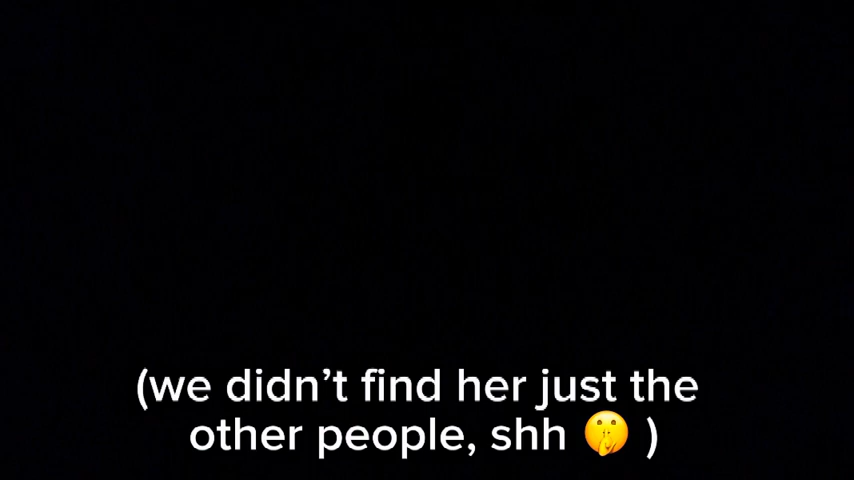 (we didn’t find her just the
other people, shh 🤫 )